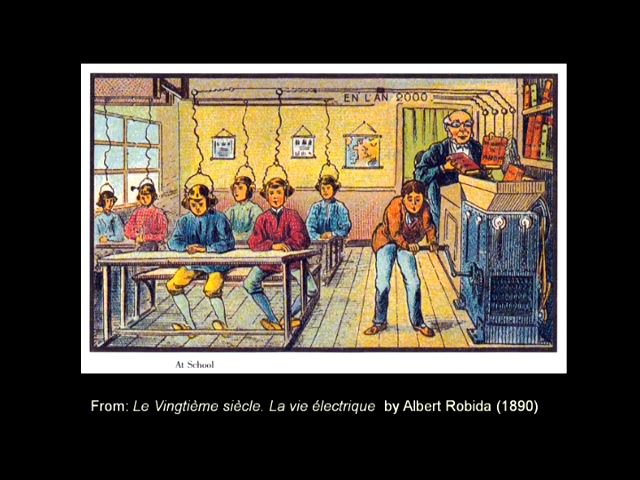 EN L'AN 2000
At School
From: Le Vingtième siècle. La vie électrique by Albert Robida (1890)